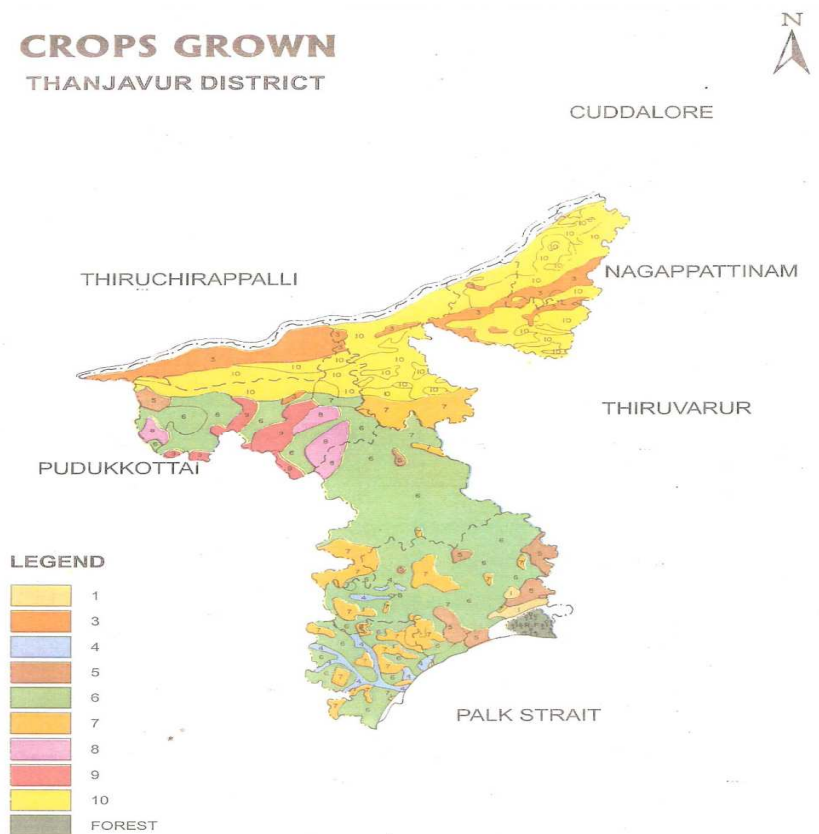 N
CROPS GROWN
THANJAVUR DISTRICT
CUDDALORE
THIRUCHIRAPPALLI
NAGAPPATTINAM
THIRUVARUR
PUDUKKOTTAI
PALK STRAIT
LEGEND
1
3
4
5
6
7
8
9
10
FOREST